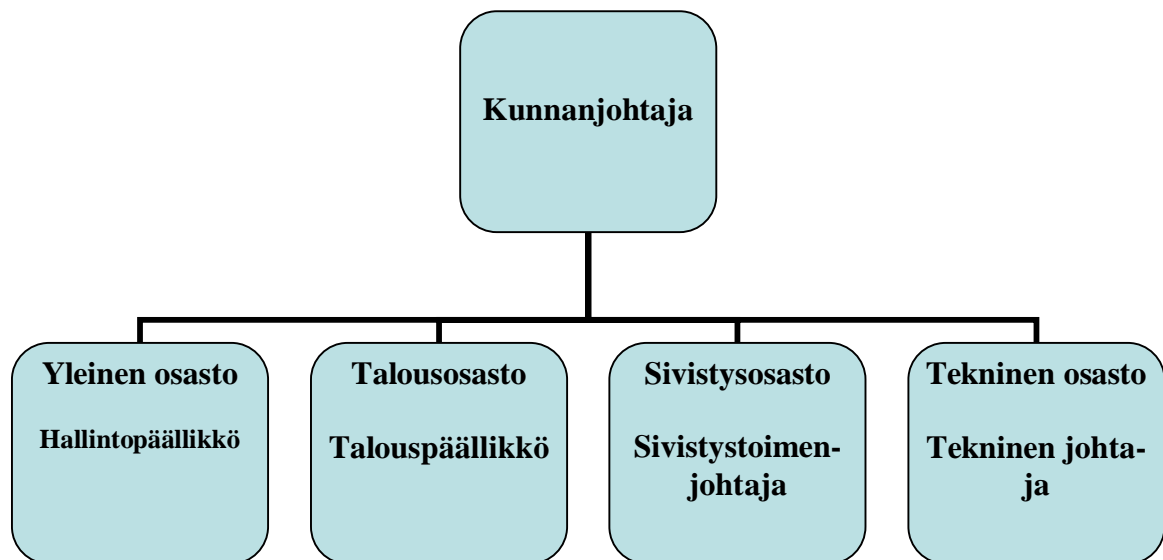 Kunnanjohtaja
Yleinen osasto
Hallintopäällikkö
Talousosasto
Talouspäällikkö
Sivistysosasto
Sivistystoimen-
johtaja
Tekninen osasto
Tekninen johta-
ja